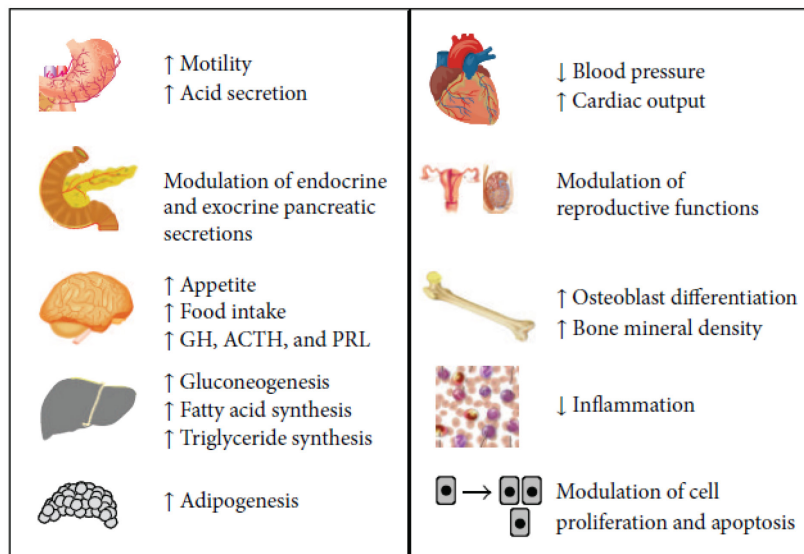 ↑ Motility
↑ Acid secretion
Modulation of endocrine
and exocrine pancreatic
secretions
↑ Appetite
↑ Food intake
↑ GH, ACTH, and PRL
↑ Gluconeogenesis
↑ Fatty acid synthesis
↑ Triglyceride synthesis
↑ Adipogenesis
↓ Blood pressure
↑ Cardiac output
Modulation of
reproductive functions
↑ Osteoblast differentiation
↑ Bone mineral density
↓ Inflammation
Modulation of cell
proliferation and apoptosis